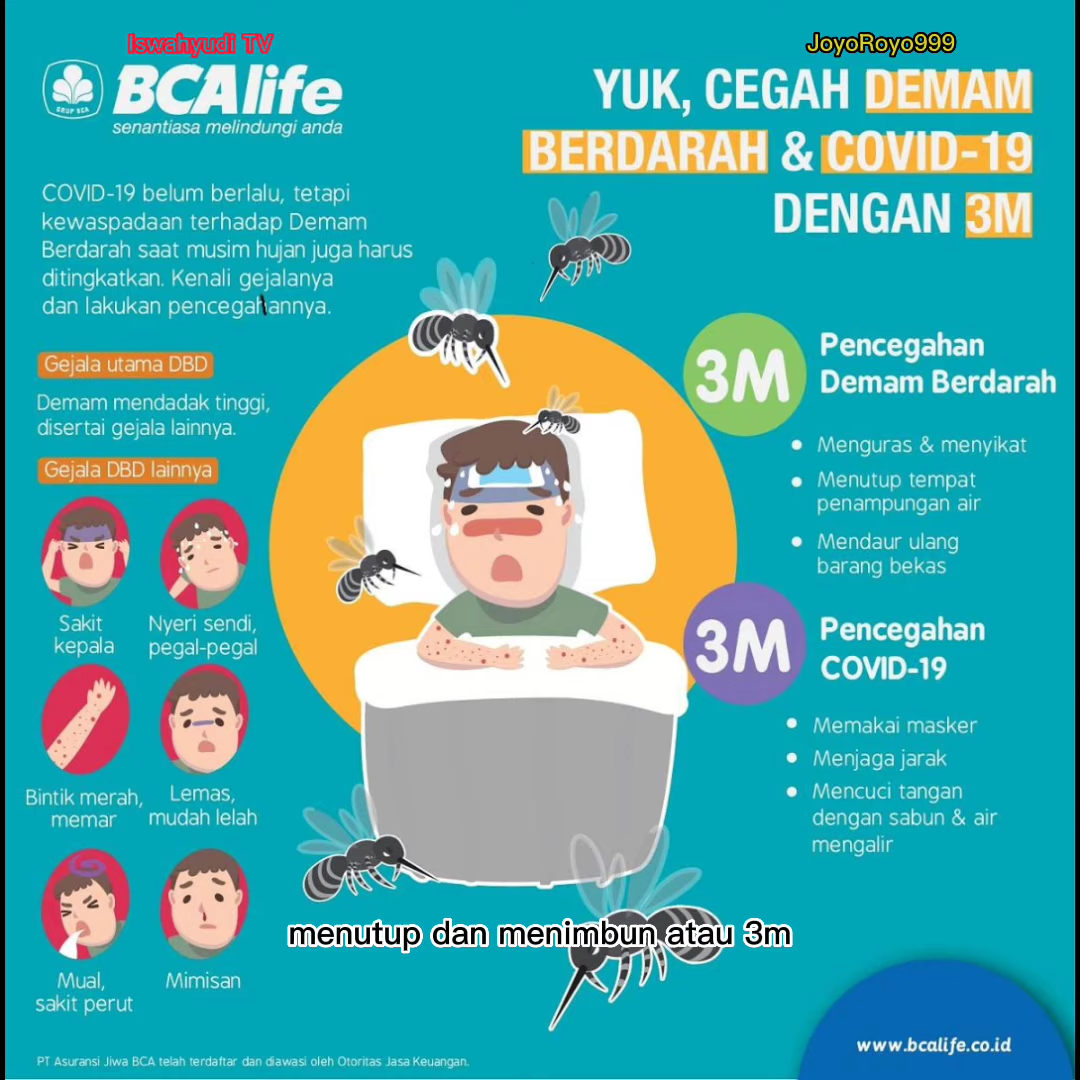 Iswahyudi TV
JoyoRoyo999
GRUP BCA
BCAlife
senantiasa melindungi anda
YUK, CEGAH DEMAM
BERDARAH & COVID-19
DENGAN 3M
COVID-19 belum berlalu, tetapi
kewaspadaan terhadap Demam
Berdarah saat musim hujan juga harus
ditingkatkan. Kenali gejalanya
dan lakukan pencegahannya.
Gejala utama DBD
Demam mendadak tinggi,
disertai gejala lainnya.
Gejala DBD lainnya
Sakit
kepala
Nyeri sendi,
pegal-pegal
Bintik merah,
memar
Lemas,
mudah lelah
Mual,
sakit perut
Mimisan
3M
Pencegahan
Demam Berdarah
• Menguras & menyikat
• Menutup tempat
penampungan air
• Mendaur ulang
barang bekas
3M
Pencegahan
COVID-19
• Memakai masker
• Menjaga jarak
• Mencuci tangan
dengan sabun & air
mengalir
menutup dan menimbun atau 3m
www.bcalife.co.id
PT Asuransi Jiwa BCA telah terdaftar dan diawasi oleh Otoritas Jasa Keuangan.